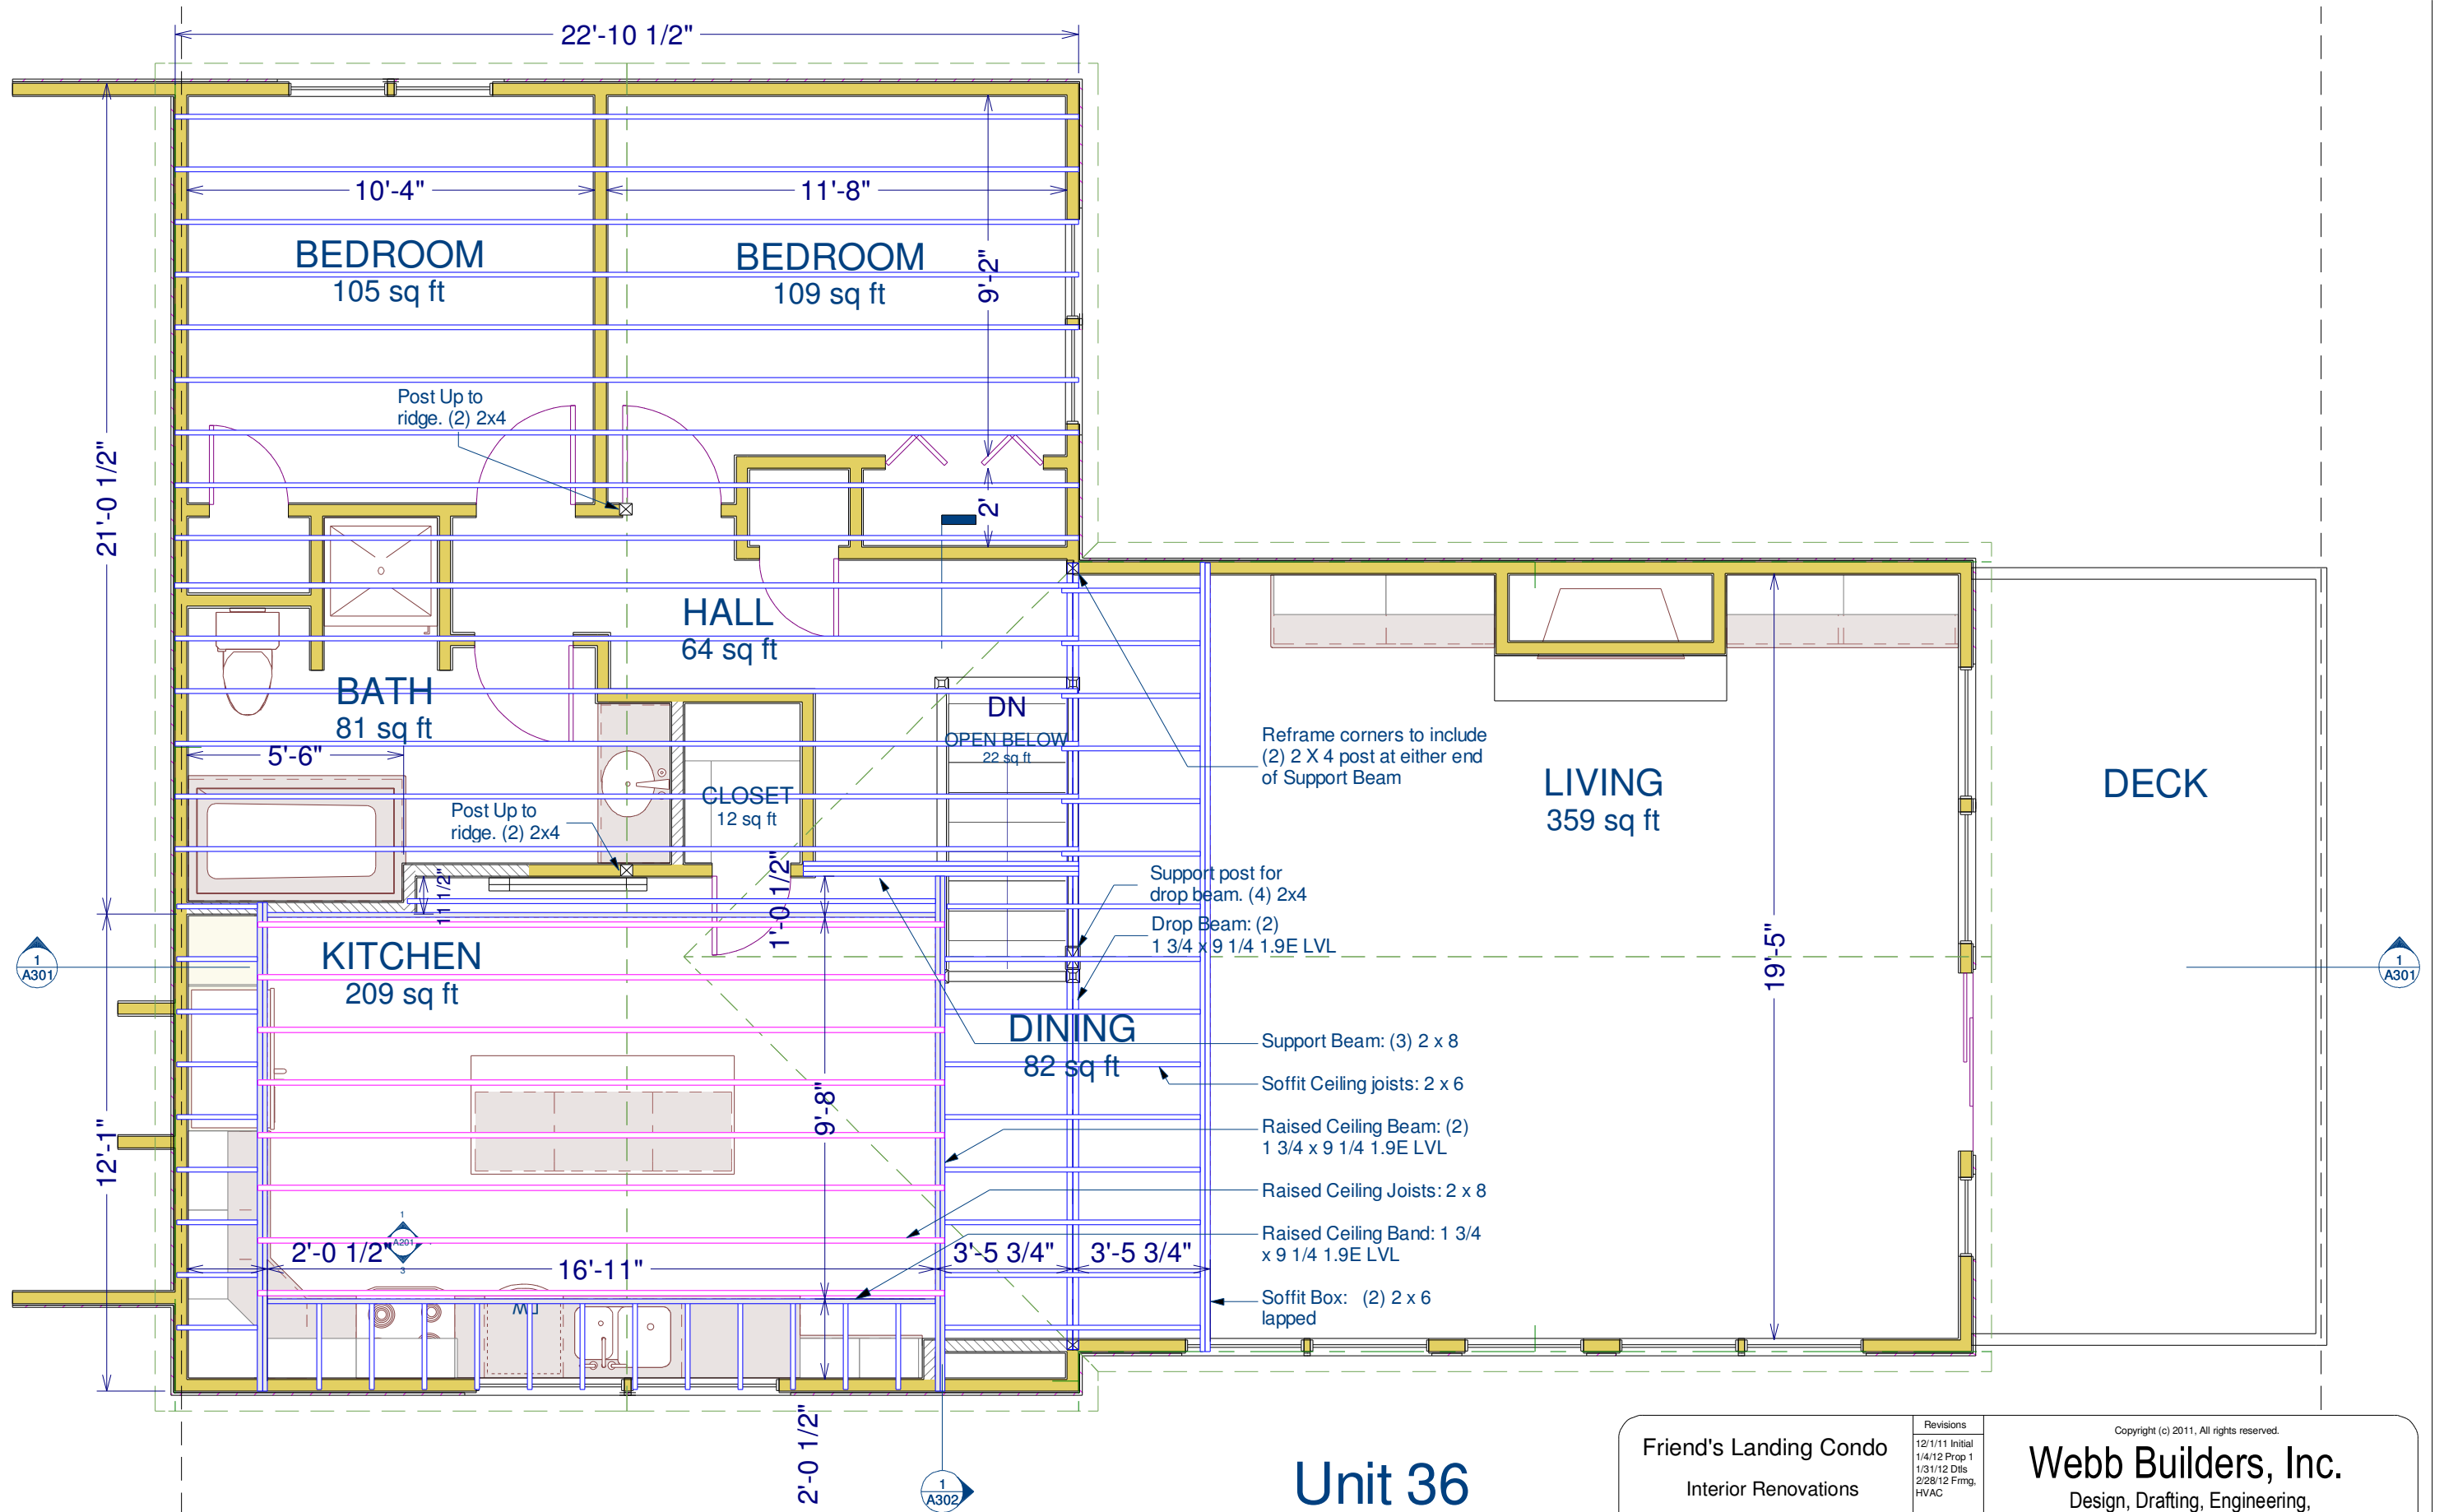 22'-10 1/2"
10'-4"
11'-8"
BEDROOM
105 sq ft
BEDROOM
109 sq ft
9'-2"
Post Up to
ridge. (2) 2x4
21'-0 1/2"
2'
HALL
64 sq ft
BATH
81 sq ft
5'-6"
DN
OPEN BELOW
22 sq ft
CLOSET
12 sq ft
Post Up to
ridge. (2) 2x4
Reframe corners to include
(2) 2 X 4 post at either end
of Support Beam
LIVING
359 sq ft
DECK
11 1/2"
1'-0 1/2"
Support post for
drop beam. (4) 2x4
Drop Beam: (2)
1 3/4 x 9 1/4 1.9E LVL
19'-5"
1
A301
KITCHEN
209 sq ft
1
A301
DINING
82 sq ft
Support Beam: (3) 2 x 8
Soffit Ceiling joists: 2 x 6
9'-8"
12'-1"
Raised Ceiling Beam: (2)
1 3/4 x 9 1/4 1.9E LVL
Raised Ceiling Joists: 2 x 8
Raised Ceiling Band: 1 3/4
x 9 1/4 1.9E LVL
1
A201
3
2'-0 1/2"
16'-11"
3'-5 3/4"
3'-5 3/4"
Soffit Box: (2) 2 x 6
lapped
DW
2'-0 1/2"
1
A302
Unit 36
Friend's Landing Condo
Interior Renovations
Revisions
12/1/11 Initial
1/4/12 Prop 1
1/31/12 Dtls
2/28/12 Frmg,
HVAC
Copyright (c) 2011, All rights reserved.
Webb Builders, Inc.
Design, Drafting, Engineering,